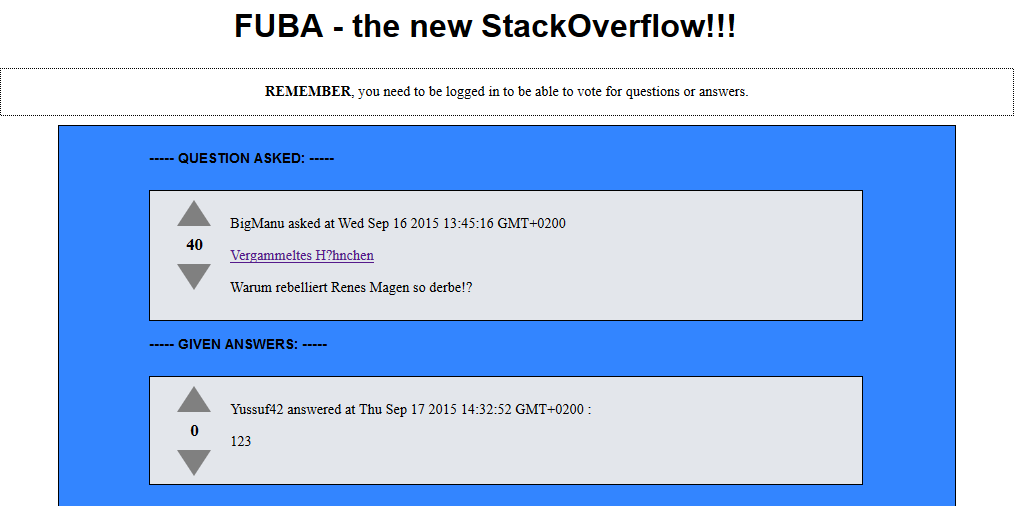 FUBA - the new StackOverflow!!!
REMEMBER, you need to be logged in to be able to vote for questions or answers.
----- QUESTION ASKED: -----
BigManu asked at Wed Sep 16 2015 13:45:16 GMT+0200
40
Vergammeltes H?hnchen
Warum rebelliert Renes Magen so derbe!?
----- GIVEN ANSWERS: -----
Yussuf42 answered at Thu Sep 17 2015 14:32:52 GMT+0200 :
0
123